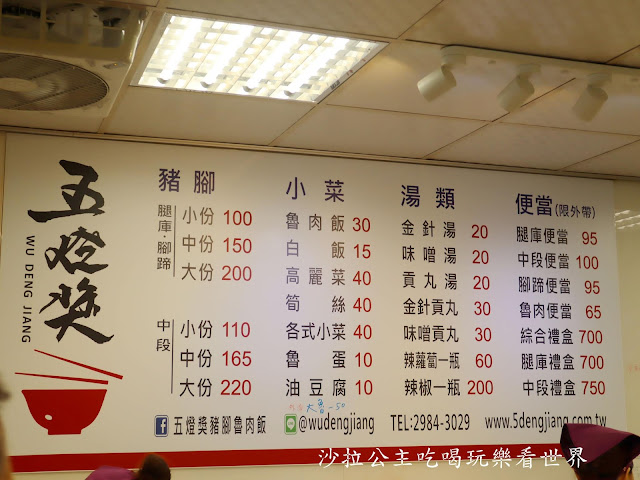 五燈獎
WU DENG JIANG
豬腳
腿庫·腳蹄
小份 100
中份 150
大份 200
中段
小份 110
中份 165
大份 220
小菜
魯肉飯 30
白飯 15
高麗菜 40
筍絲 40
各式小菜 40
魯蛋 10
油豆腐 10
大魯-50
湯類
金針湯 20
味噌湯 20
貢丸湯 20
金針貢丸 30
味噌貢丸 30
辣蘿蔔一瓶 60
辣椒一瓶 200
便當(限外帶)
腿庫便當 95
中段便當 100
腳蹄便當 95
魯肉便當 65
綜合禮盒 700
腿庫禮盒 700
中段禮盒 750
五燈獎豬腳魯肉飯
@wudengjiang
TEL:2984-3029
www.5dengjiang.com.tw
沙拉公主吃喝玩樂看世界